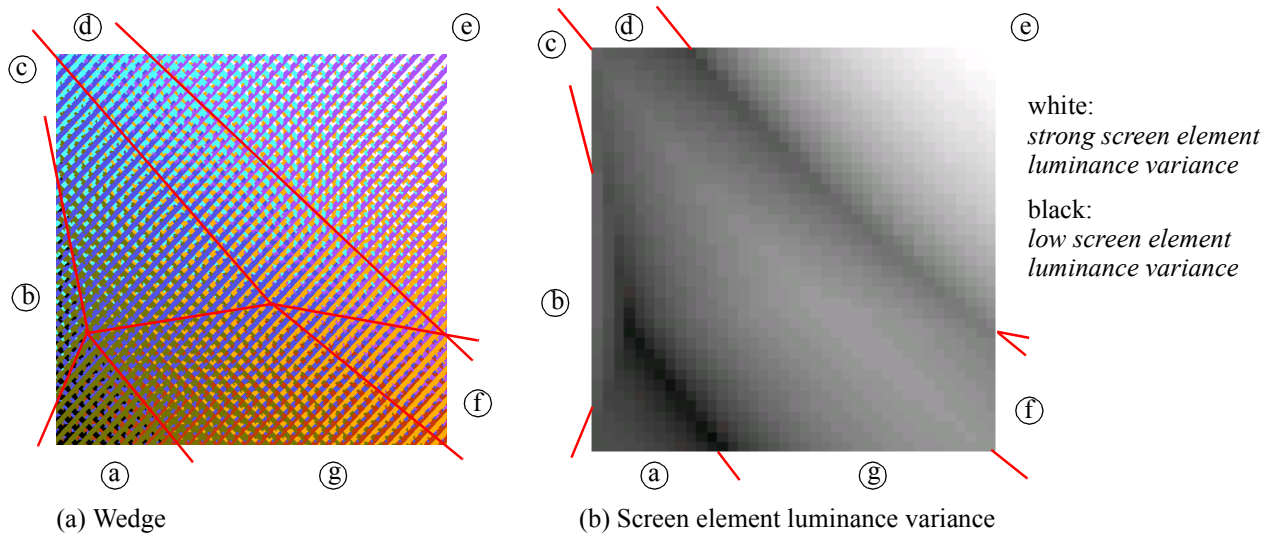 d
e
c
b
f
a
g
(a) Wedge
d
e
c
b
f
a
g
white:
strong screen element
luminance variance
black:
low screen element
luminance variance
(b) Screen element luminance variance